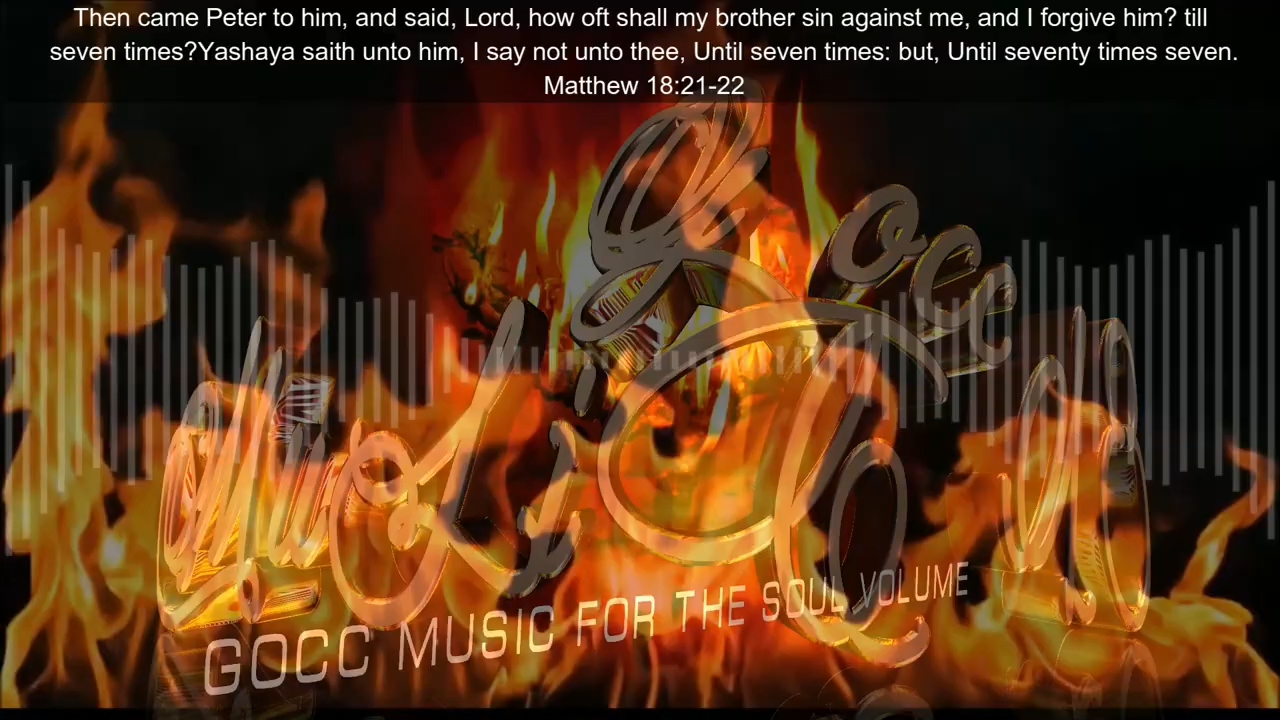 Then came Peter to him, and said, Lord, how oft shall my brother sin against me, and I forgive him? till
seven times?Yashaya saith unto him, I say not unto thee, Until seven times: but, Until seventy times seven.
Matthew 18:21-22
Gocc
GOCC MUSIC FOR THE SOUL VOLUME